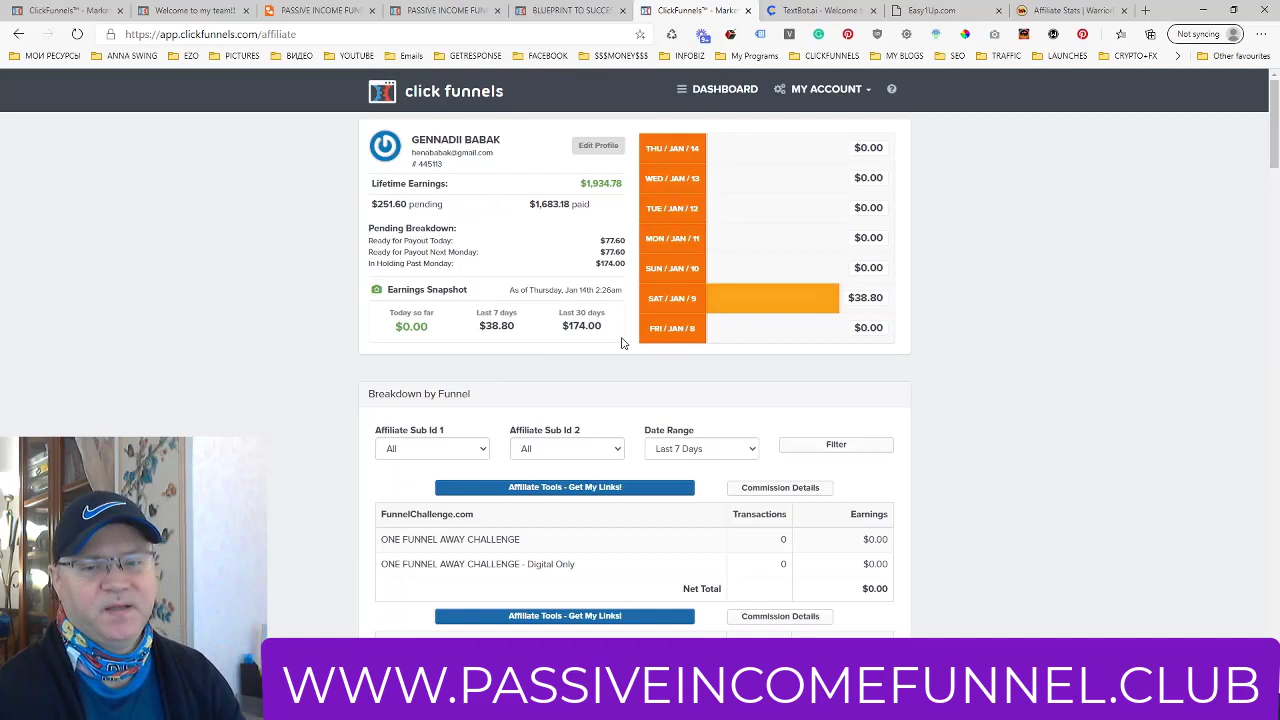 ClickFunnels™ - Market
Welcome to my team!!
PASSIVE INCOME FUN
PASSIVE INCOME FUNN
BLUEPRINT TO SUCCES
ClickFunnels™ - Market
TextBotai - Welcome
Easy1Up.com
Affiliate Stats | Warrior
https://app.clickfunnels.com/affiliate
Not syncing
МОИ РЕСУРСЫ
ANNA SWING
EZO
PICTURES
ВИДЕО
YOUTUBE
Emails
GETRESPONSE
FACEBOOK
$$$MONEY$$$
INFOBIZ
My Programs
CLICKFUNNELS
MY BLOGS
SEO
TRAFFIC
CRYPTO+FX
Other favourites
click funnels
DASHBOARD
MY ACCOUNT
GENNADII BABAK
henababak@gmail.com
# 445113
Edit Profile
Lifetime Earnings: $1,934.78
$251.60 pending $1,683.18 paid
Pending Breakdown:
Ready for Payout Today: $77.60
Ready for Payout Next Monday: $77.60
In Holding Past Monday: $174.00
Earnings Snapshot As of Thursday, Jan 14th 2:26am
Today so far Last 7 days Last 30 days
$0.00 $38.80 $174.00
THU / JAN / 14 $0.00
WED / JAN / 13 $0.00
TUE / JAN / 12 $0.00
MON / JAN / 11 $0.00
SUN / JAN / 10 $0.00
SAT / JAN / 9 $38.80
FRI / JAN / 8 $0.00
Breakdown by Funnel
Affiliate Sub Id 1 Affiliate Sub Id 2 Date Range
All All Last 7 Days Filter
Affiliate Tools - Get My Links! Commission Details
FunnelChallenge.com Transactions Earnings
ONE FUNNEL AWAY CHALLENGE 0 $0.00
ONE FUNNEL AWAY CHALLENGE - Digital Only 0 $0.00
Net Total $0.00
Affiliate Tools - Get My Links! Commission Details
WWW.PASSIVEINCOMEFUNNEL.CLUB